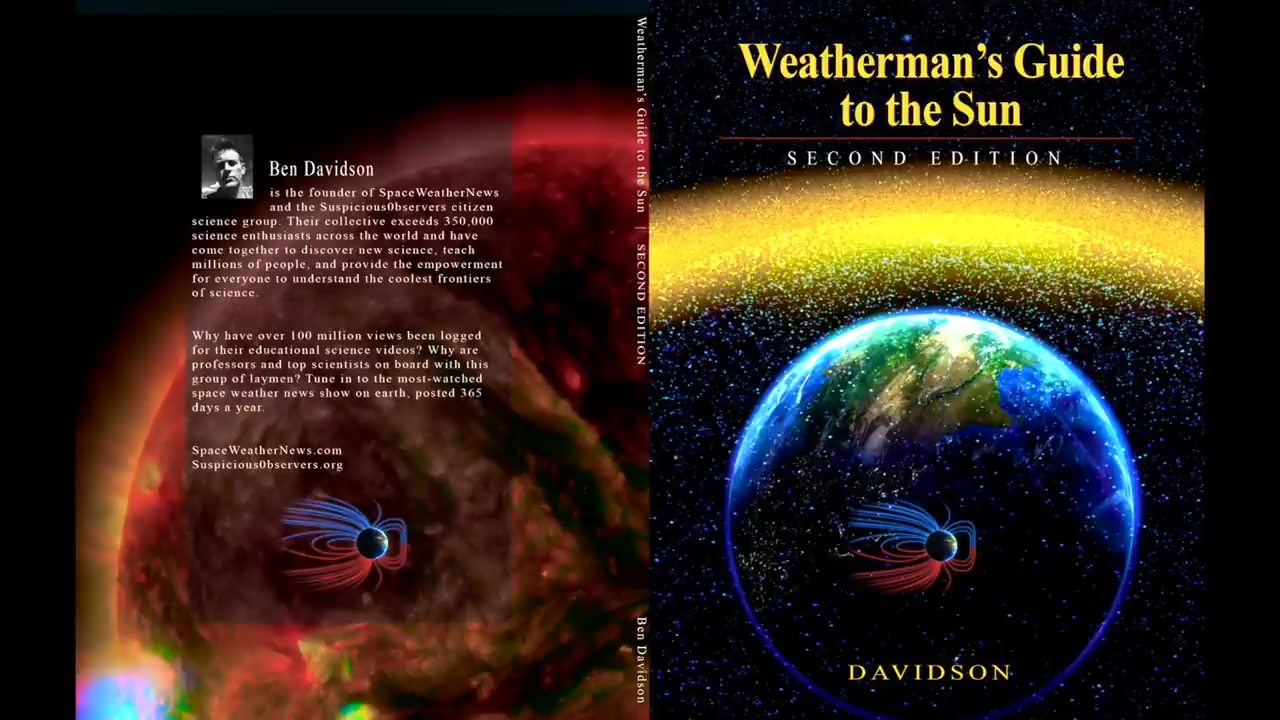 Ben Davidson
is the founder of SpaceWeatherNews
and the Suspicious0bservers citizen
science group. Their collective exceeds 350,000
science enthusiasts across the world and have
come together to discover new science, teach
millions of people, and provide the empowerment
for everyone to understand the coolest frontiers
of science.
Why have over 100 million views been logged
for their educational science videos? Why are
professors and top scientists on board with this
group of laymen? Tune in to the most-watched
space weather news show on earth, posted 365
days a year.
SpaceWeatherNews.com
Suspicious0bservers.org
Weatherman's Guide to the Sun | SECOND EDITION
Ben Davidson
Weatherman's Guide
to the Sun
SECOND EDITION
DAVIDSON